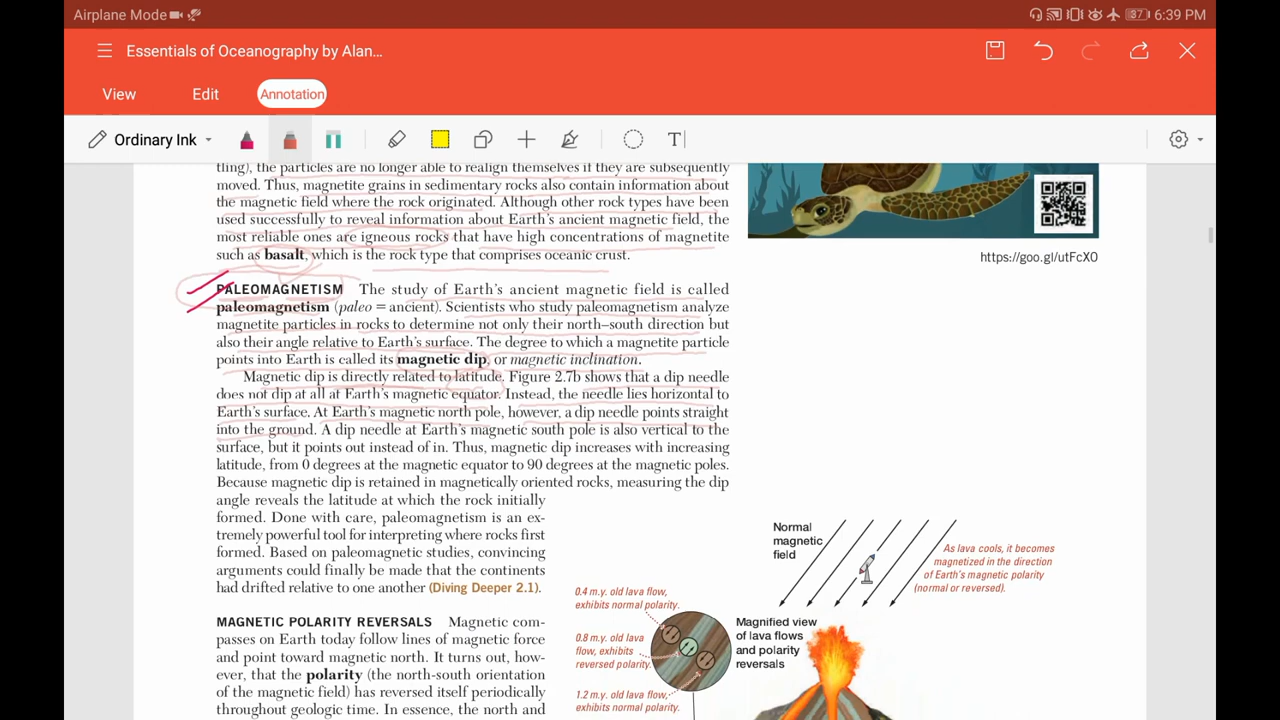 Airplane Mode
37 6:39 PM
Essentials of Oceanography by Alan...
View Edit Annotation
Ordinary Ink T
tling), the particles are no longer able to realign themselves if they are subsequently
moved. Thus, magnetite grains in sedimentary rocks also contain information about
the magnetic field where the rock originated. Although other rock types have been
used successfully to reveal information about Earth's ancient magnetic field, the
most reliable ones are igneous rocks that have high concentrations of magnetite
such as basalt, which is the rock type that comprises oceanic crust.
https://goo.gl/utFcXO
PALEOMAGNETISM The study of Earth's ancient magnetic field is called
paleomagnetism (paleo = ancient). Scientists who study paleomagnetism analyze
magnetite particles in rocks to determine not only their north–south direction but
also their angle relative to Earth's surface. The degree to which a magnetite particle
points into Earth is called its magnetic dip, or magnetic inclination.
Magnetic dip is directly related to latitude. Figure 2.7b shows that a dip needle
does not dip at all at Earth's magnetic equator. Instead, the needle lies horizontal to
Earth's surface. At Earth's magnetic north pole, however, a dip needle points straight
into the ground. A dip needle at Earth's magnetic south pole is also vertical to the
surface, but it points out instead of in. Thus, magnetic dip increases with increasing
latitude, from 0 degrees at the magnetic equator to 90 degrees at the magnetic poles.
Because magnetic dip is retained in magnetically oriented rocks, measuring the dip
angle reveals the latitude at which the rock initially
formed. Done with care, paleomagnetism is an ex-
tremely powerful tool for interpreting where rocks first
formed. Based on paleomagnetic studies, convincing
arguments could finally be made that the continents
had drifted relative to one another (Diving Deeper 2.1).
MAGNETIC POLARITY REVERSALS Magnetic com-
passes on Earth today follow lines of magnetic force
and point toward magnetic north. It turns out, how-
ever, that the polarity (the north-south orientation
of the magnetic field) has reversed itself periodically
throughout geologic time. In essence, the north and
Normal
magnetic
field
As lava cools, it becomes
magnetized in the direction
of Earth's magnetic polarity
(normal or reversed).
0.4 m.y. old lava flow,
exhibits normal polarity.
0.8 m.y. old lava
flow, exhibits
reversed polarity.
1.2 m.y. old lava flow,
exhibits normal polarity.
Magnified view
of lava flows
and polarity
reversals